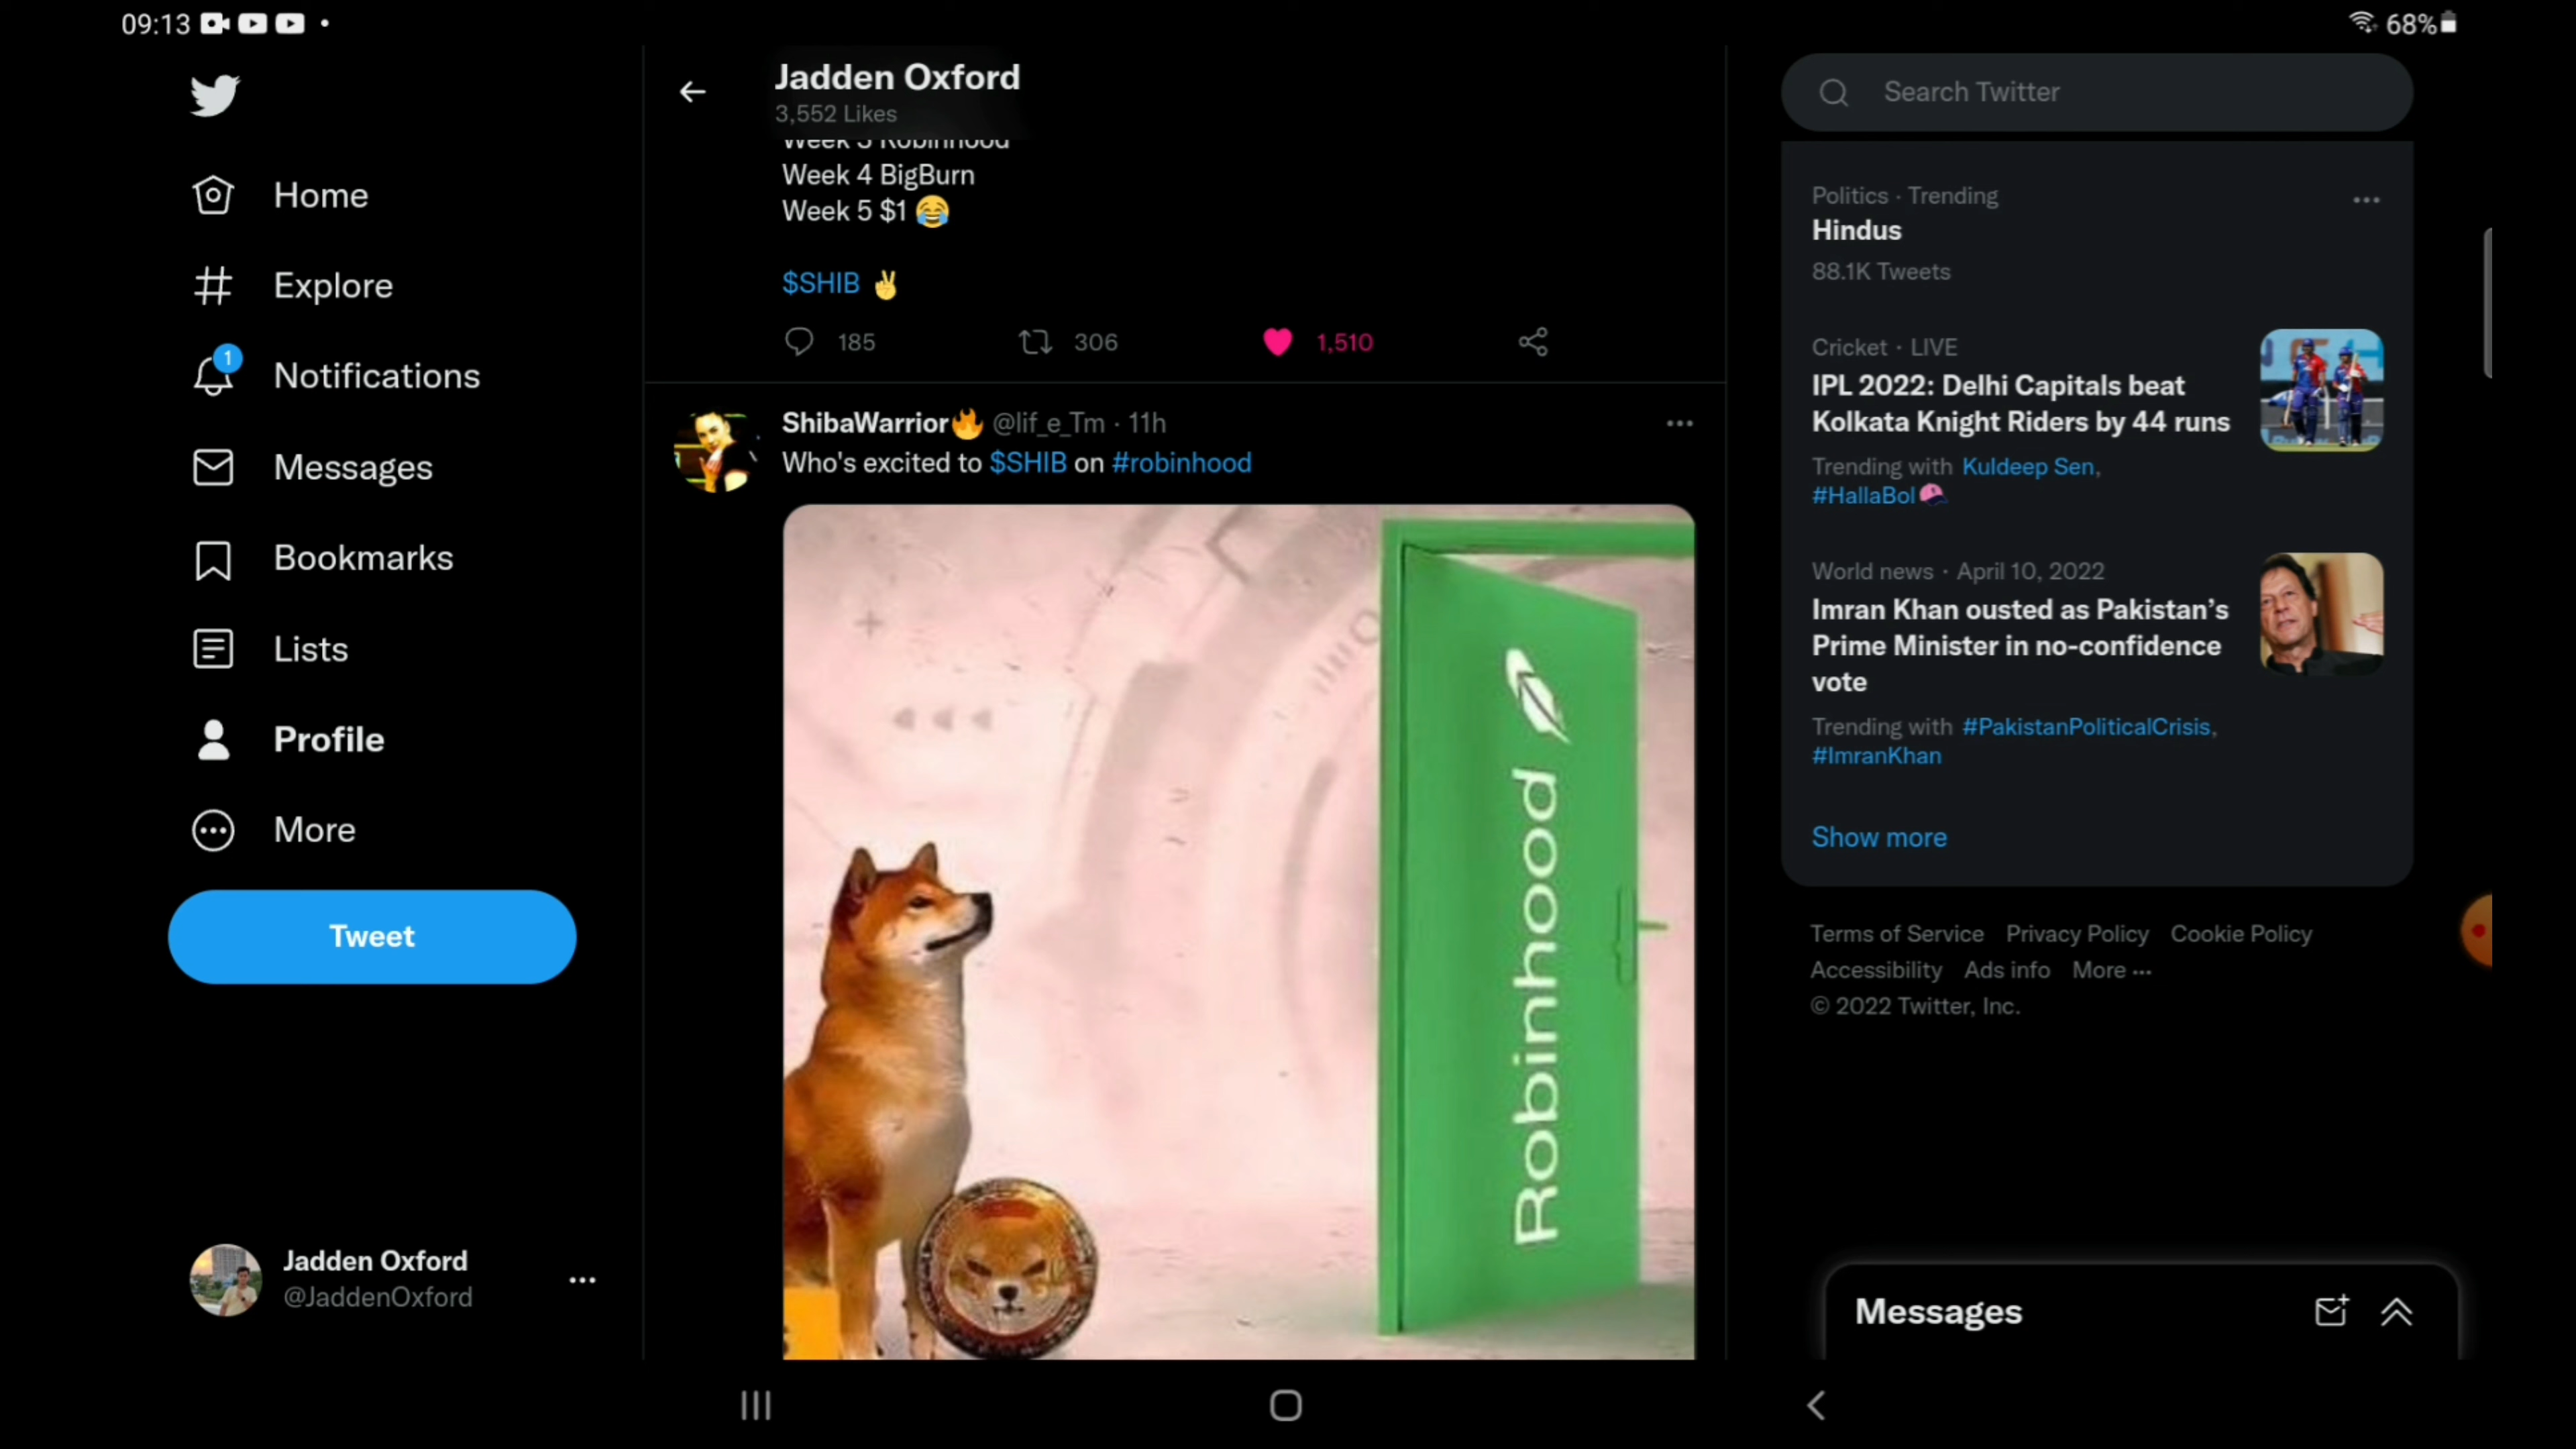 09:13
68%
Home
Explore
1
Notifications
Messages
Bookmarks
Lists
Profile
More
Tweet
Jadden Oxford
@JaddenOxford
Jadden Oxford
3,552 Likes
Week 3 Robinhood
Week 4 BigBurn
Week 5 $1 😂
$SHIB ✌
185
306
1,510
ShibaWarrior🔥 @lif_e_Tm · 11h
Who's excited to $SHIB on #robinhood
Robinhood
Search Twitter
Politics · Trending
Hindus
88.1K Tweets
Cricket · LIVE
IPL 2022: Delhi Capitals beat
Kolkata Knight Riders by 44 runs
Trending with Kuldeep Sen,
#HallaBol
World news · April 10, 2022
Imran Khan ousted as Pakistan’s
Prime Minister in no-confidence
vote
Trending with #PakistanPoliticalCrisis,
#ImranKhan
Show more
Terms of Service Privacy Policy Cookie Policy
Accessibility Ads info More ···
© 2022 Twitter, Inc.
Messages